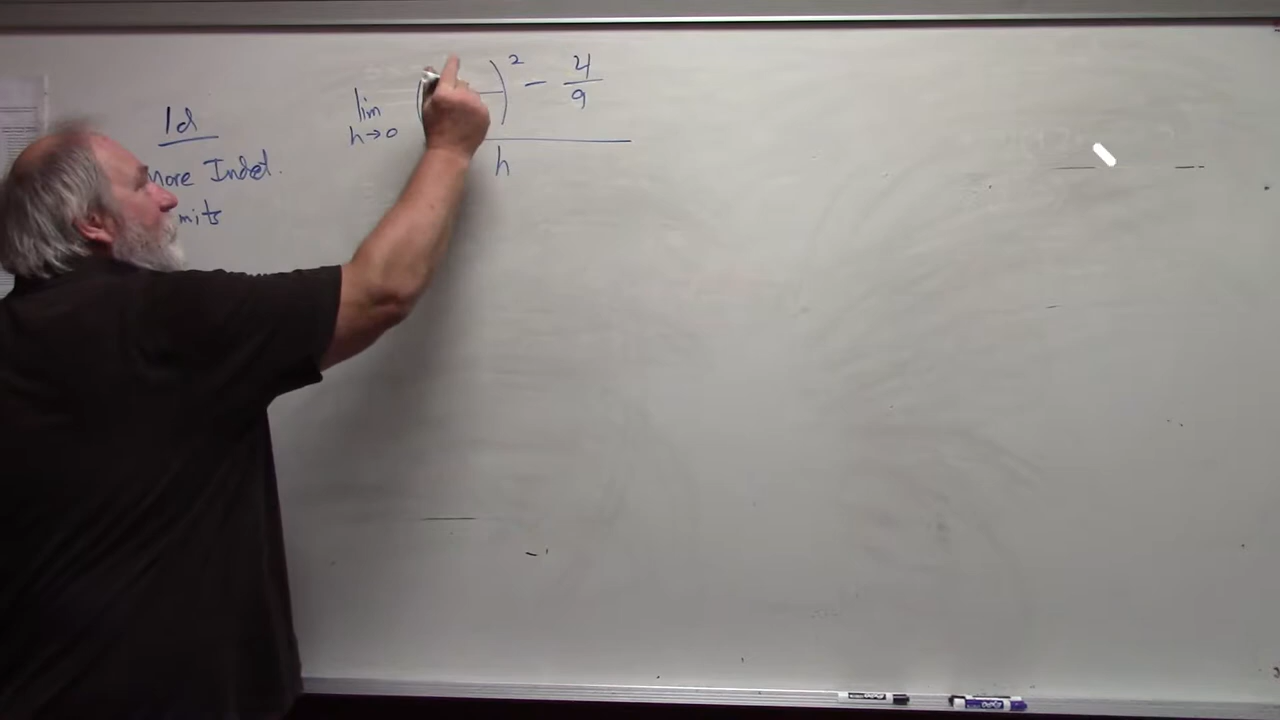 1d
More Indet.
mits
lim h→0
( )² - 4/9
h